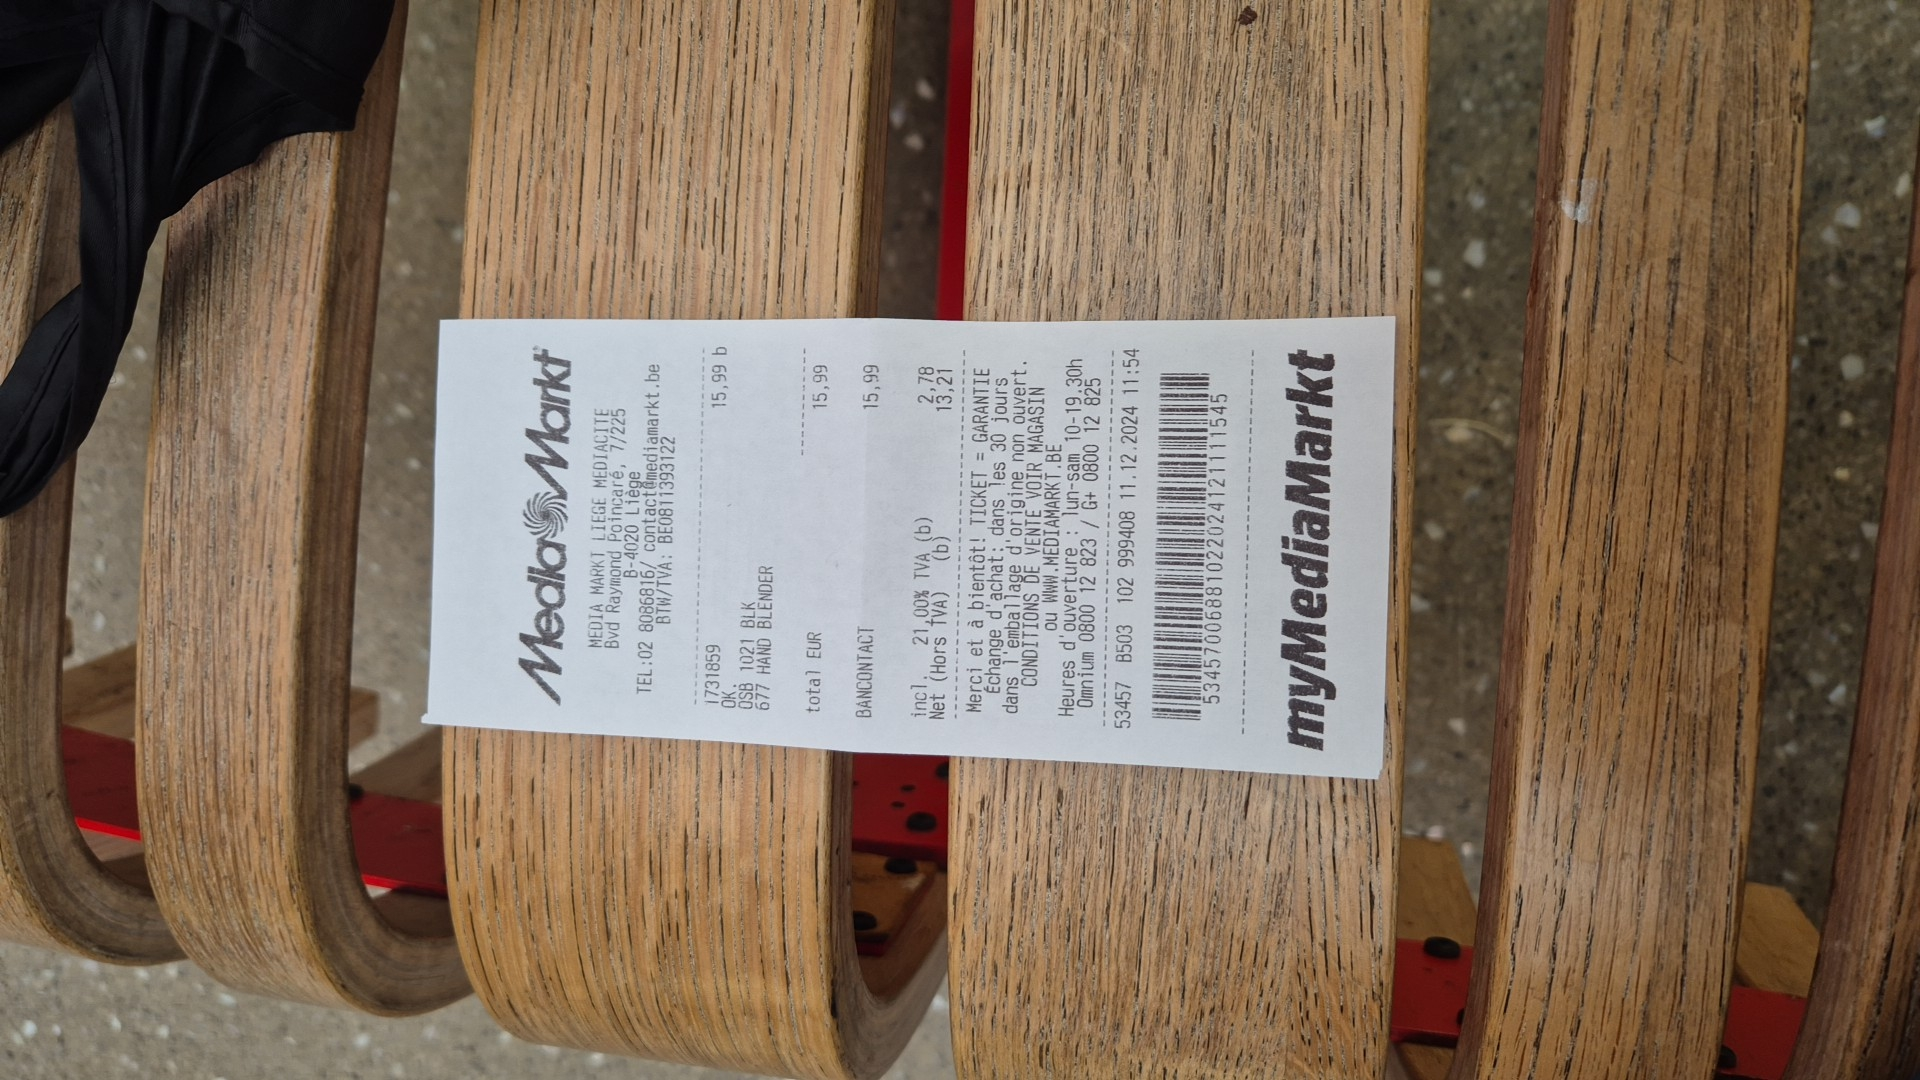 MediaMarkt
MEDIA MARKT LIEGE MEDIACITE
Bvd Raymond Poincaré, 7/225
B-4020 Liège
TEL:02 8086816/ contact@mediamarkt.be
BTW/TVA: BE0811393122
1731859 15,99 b
OK.
OSB 1021 BLK
677 HAND BLENDER
total EUR 15,99
BANCONTACT 15,99
incl. 21,00% TVA (b) 2,78
Net (Hors TVA) (b) 13,21
Merci et à bientôt! TICKET = GARANTIE
Échange d'achat: dans les 30 jours
dans l'emballage d'origine non ouvert.
CONDITIONS DE VENTE VOIR MAGASIN
ou WWW.MEDIAMARKT.BE
Heures d'ouverture : lun-sam 10-19.30h
Omnium 0800 12 823 / G+ 0800 12 825
53457 B503 102 999408 11.12.2024 11:54
5345700688102202412111545
myMediaMarkt